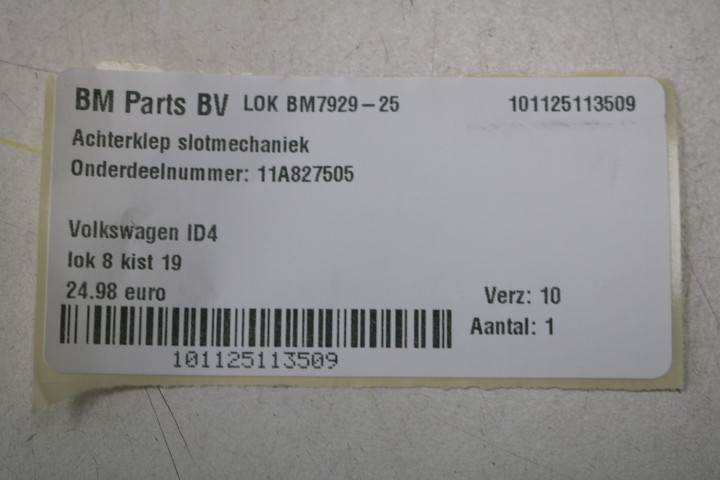 BM Parts BV LOK BM7929-25 101125113509
Achterklep slotmechaniek
Onderdeelnummer: 11A827505
Volkswagen ID4
lok 8 kist 19
24.98 euro Verz: 10
Aantal: 1
101125113509